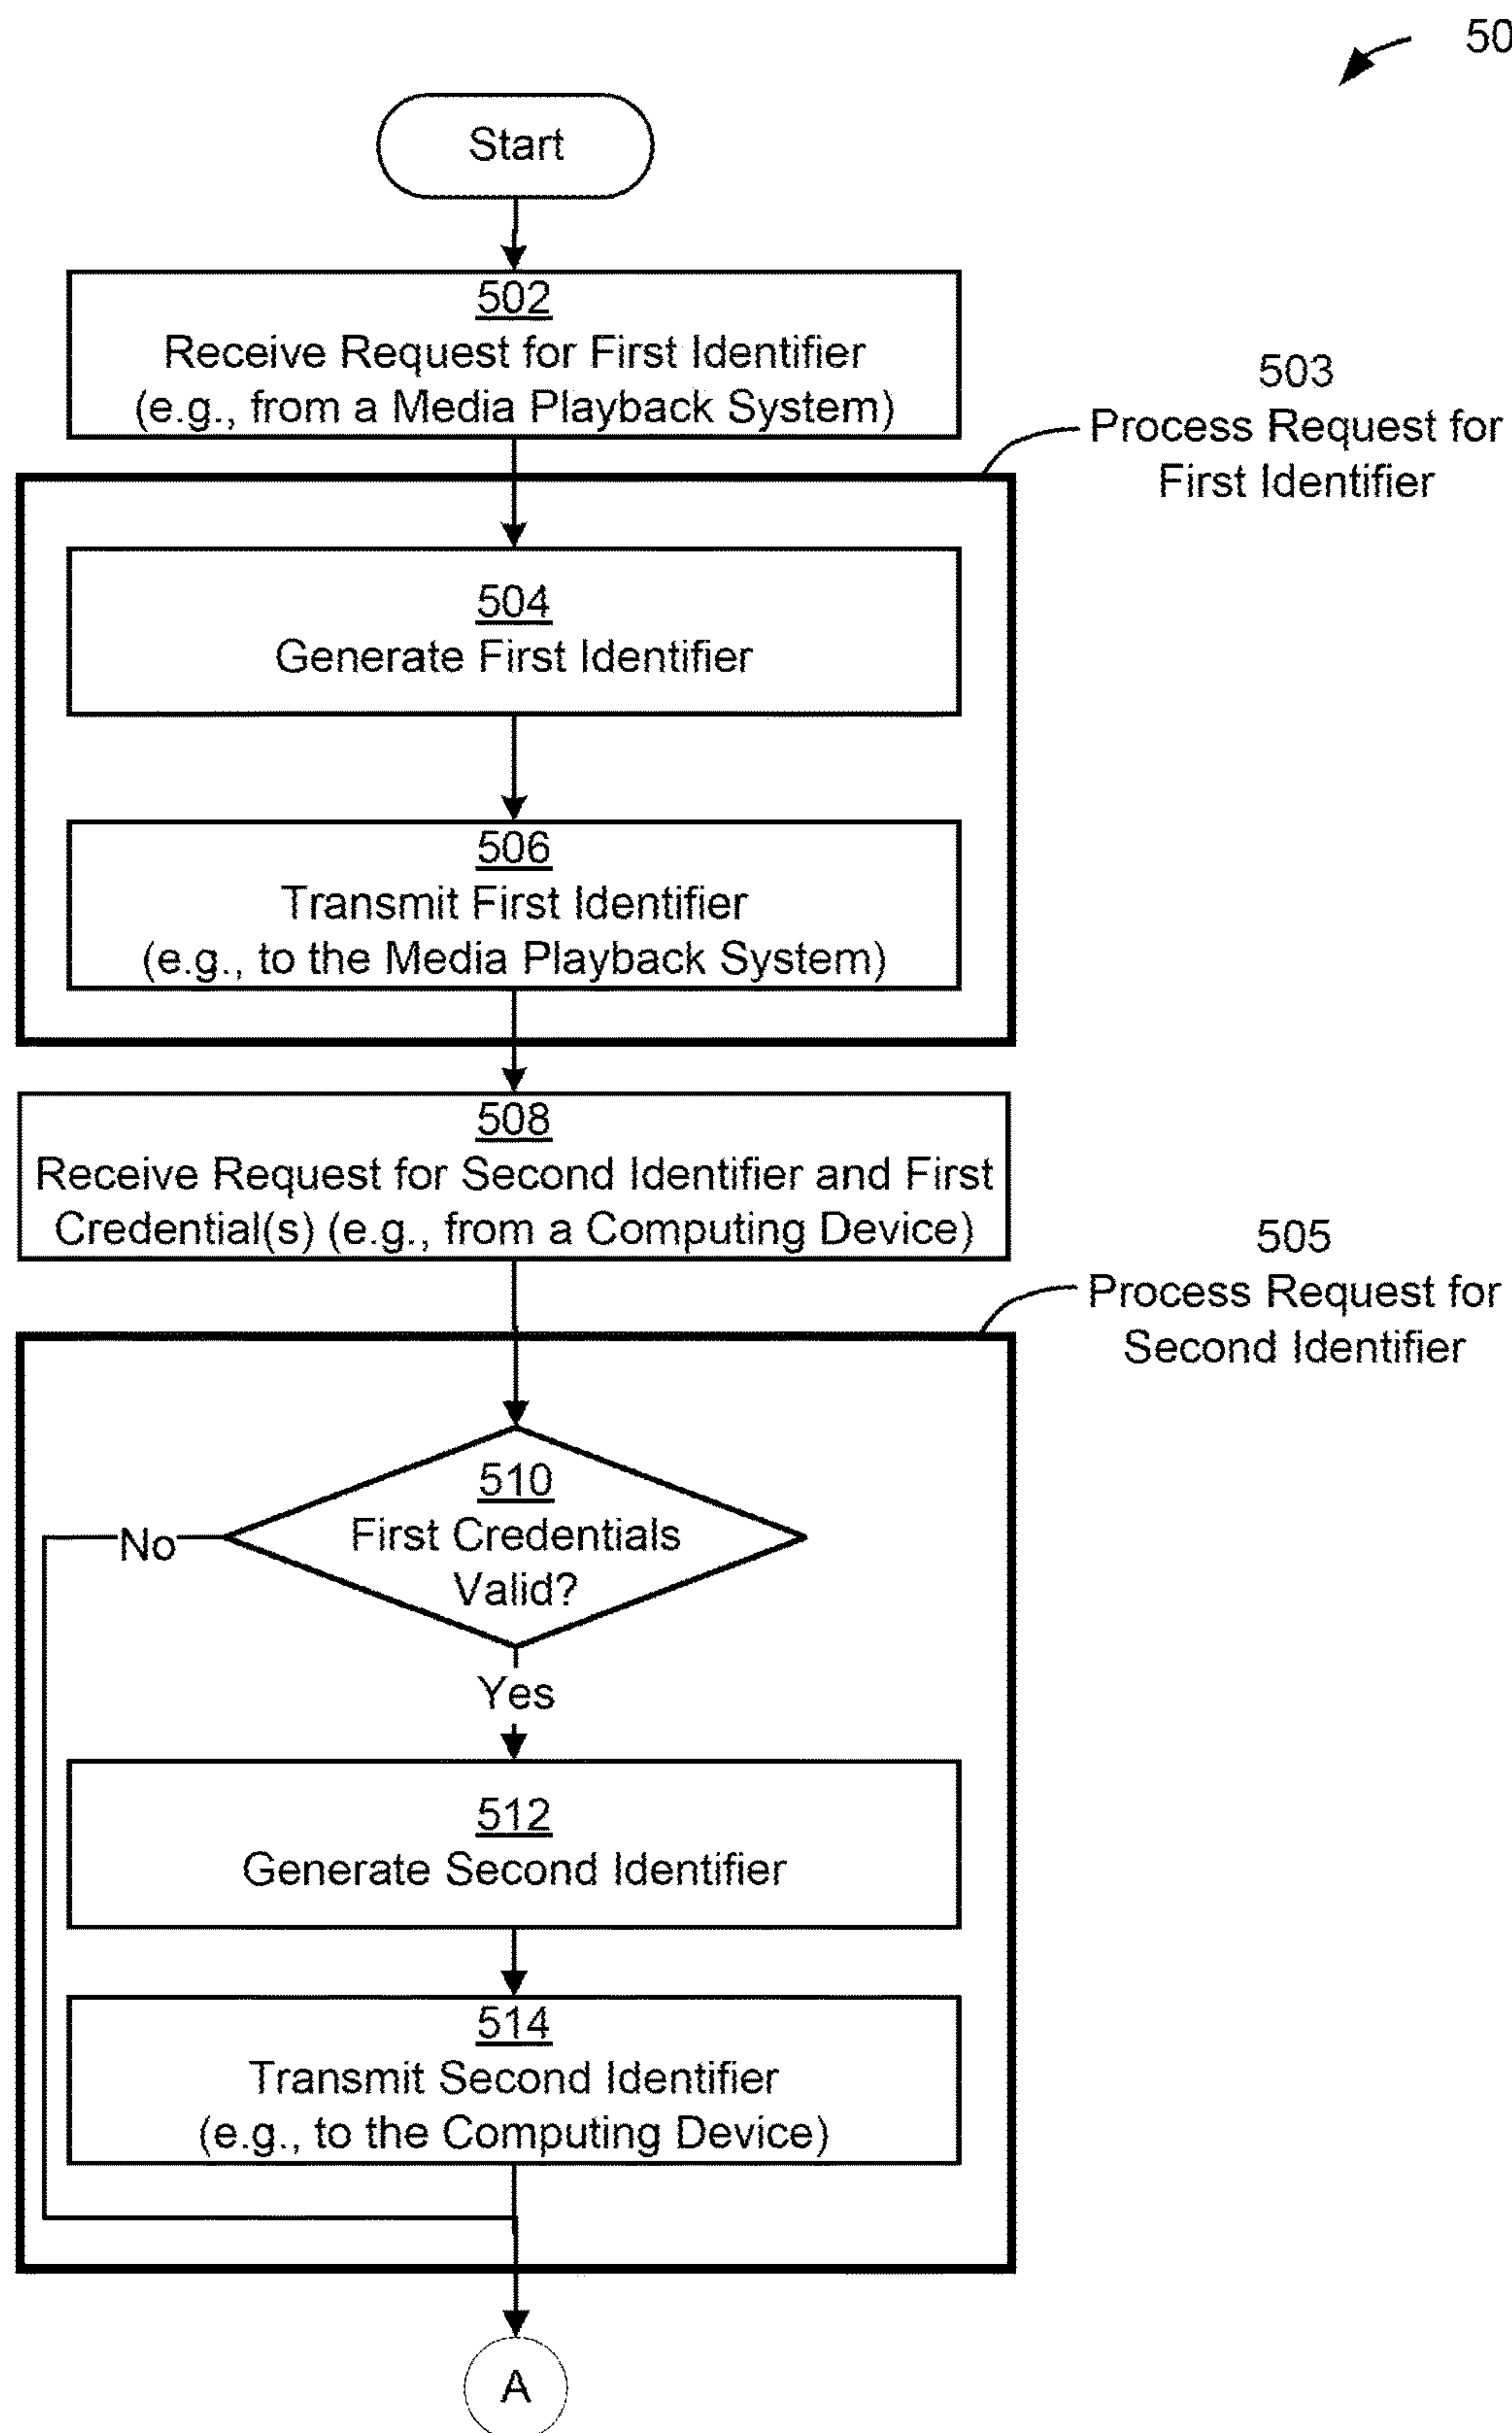 50
Start
502
Receive Request for First Identifier
(e.g., from a Media Playback System)
503
Process Request for
First Identifier
504
Generate First Identifier
506
Transmit First Identifier
(e.g., to the Media Playback System)
508
Receive Request for Second Identifier and First
Credential(s) (e.g., from a Computing Device)
505
Process Request for
Second Identifier
510
First Credentials
Valid?
No
Yes
512
Generate Second Identifier
514
Transmit Second Identifier
(e.g., to the Computing Device)
A